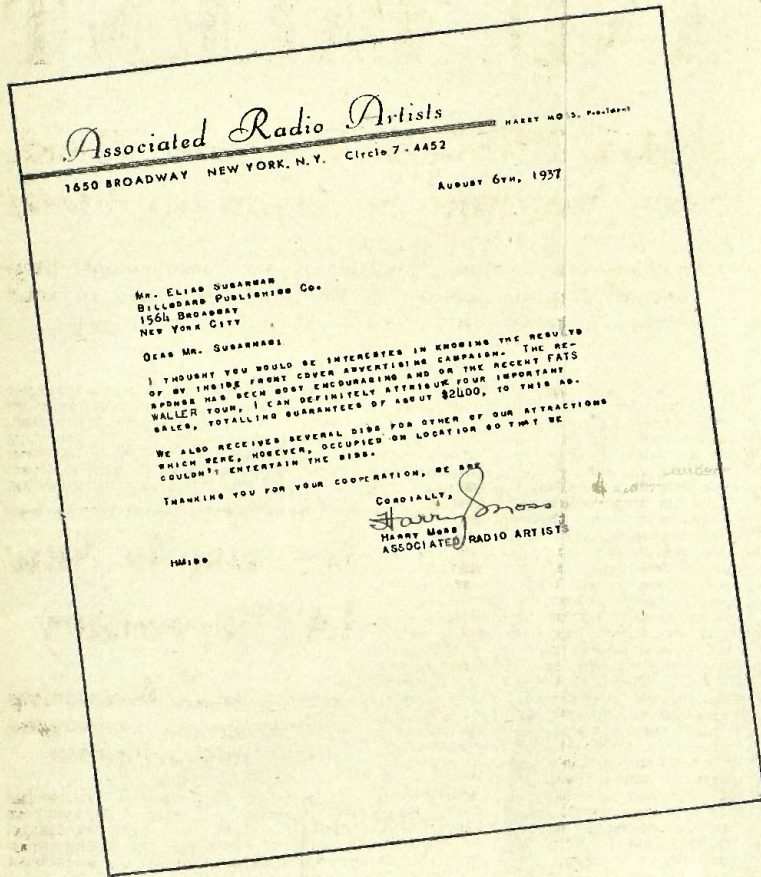 Associated Radio Artists
HARRY MOSS, President
1650 BROADWAY NEW YORK, N.Y. Circle 7-4452
AUGUST 6TH, 1937
MR. ELIAS SUGARMAN
BILLBOARD PUBLISHING CO.
1564 BROADWAY
NEW YORK CITY
DEAR MR. SUGARMAN:
I THOUGHT YOU WOULD BE INTERESTED IN KNOWING THE RESULTS
OF MY INSIDE FRONT COVER ADVERTISING CAMPAIGN. THE RE-
SPONSE HAS BEEN MOST ENCOURAGING AND ON THE RECENT FATS
WALLER TOUR, I CAN DEFINITELY ATTRIBUTE FOUR IMPORTANT
SALES, TOTALLING GUARANTEES OF ABOUT $2400, TO THIS AD.
WE ALSO RECEIVED SEVERAL BIDS FOR OTHER OF OUR ATTRACTIONS
WHICH WERE, HOWEVER, OCCUPIED ON LOCATION SO THAT WE
COULDN'T ENTERTAIN THE BIDS.
THANKING YOU FOR YOUR COOPERATION, WE ARE
CORDIALLY,
Harry Moss
HARRY MOSS
ASSOCIATED RADIO ARTISTS